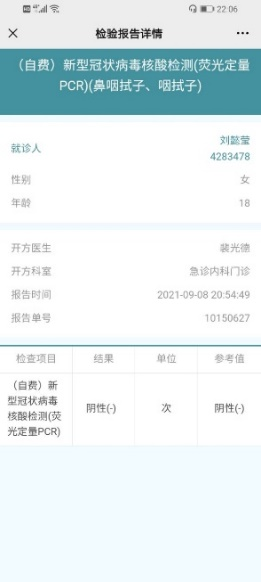 22:06
检验报告详情
（自费）新型冠状病毒核酸检测(荧光定量
PCR)(鼻咽拭子、咽拭子)
就诊人 刘懿莹
4283478
性别 女
年龄 18
开方医生 裴光德
开方科室 急诊内科门诊
报告时间 2021-09-08 20:54:49
报告单号 10150627
检查项目 结果 单位 参考值
（自费）新
型冠状病毒
核酸检测(荧
光定量PCR) 阴性(-) 次 阴性(-)